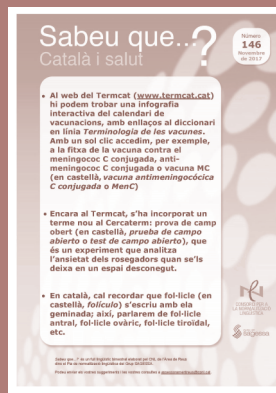 Sabeu que...?
Català i salut
Número
146
Novembre
de 2017
• Al web del Termcat (www.termcat.cat)
hi podem trobar una infografia
interactiva del calendari de
vacunacions, amb enllaços al diccionari
en línia Terminologia de les vacunes.
Amb un sol clic accedim, per exemple,
a la fitxa de la vacuna contra el
meningococ C conjugada, anti-
meningococ C conjugada o vacuna MC
(en castellà, vacuna antimeningocócica
C conjugada o MenC)
• Encara al Termcat, s'ha incorporat un
terme nou al Cercaterm: prova de camp
obert (en castellà, prueba de campo
abierto o test de campo abierto), que
és un experiment que analitza
l'ansietat dels rosegadors quan se'ls
deixa en un espai desconegut.
• En català, cal recordar que fol·licle (en
castellà, folículo) s'escriu amb ela
geminada; així, parlarem de fol·licle
antral, fol·licle ovàric, fol·licle tiroïdal,
etc.
CONSORCI PER A
LA NORMALITZACIÓ
LINGÜÍSTICA